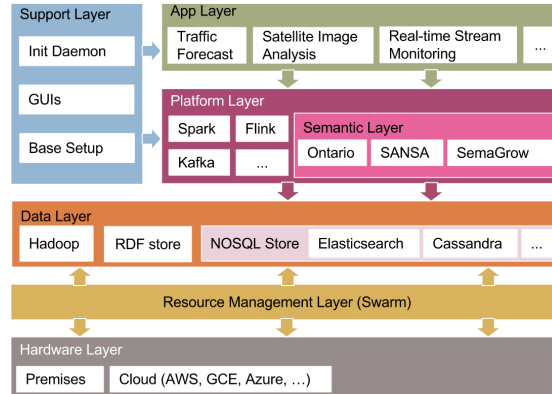 Support Layer
Init Daemon
GUIs
Base Setup
App Layer
Traffic
Forecast
Satellite Image
Analysis
Real-time Stream
Monitoring
...
Platform Layer
Spark
Flink
Kafka
...
Semantic Layer
Ontario
SANSA
SemaGrow
Data Layer
Hadoop
RDF store
NOSQL Store
Elasticsearch
Cassandra
...
Resource Management Layer (Swarm)
Hardware Layer
Premises
Cloud (AWS, GCE, Azure, …)